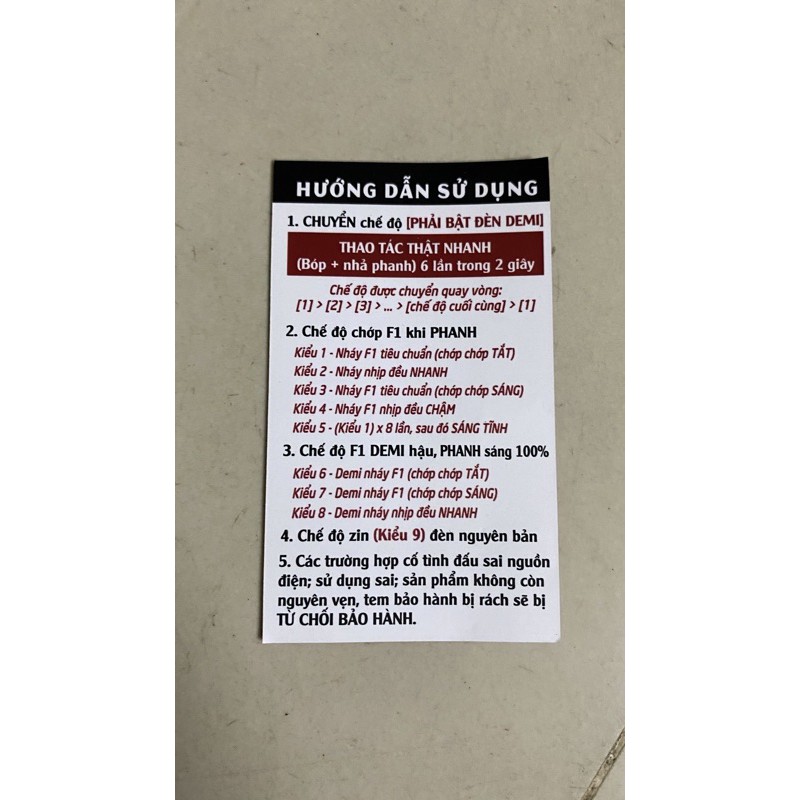 HƯỚNG DẪN SỬ DỤNG
1. CHUYỂN chế độ [PHẢI BẬT ĐÈN DEMI]
THAO TÁC THẬT NHANH
(Bóp + nhả phanh) 6 lần trong 2 giây
Chế độ được chuyển quay vòng:
[1] > [2] > [3] > ... > [chế độ cuối cùng] > [1]
2. Chế độ chớp F1 khi PHANH
Kiểu 1 - Nháy F1 tiêu chuẩn (chớp chớp TẮT)
Kiểu 2 - Nháy nhịp đều NHANH
Kiểu 3 - Nháy F1 tiêu chuẩn (chớp chớp SÁNG)
Kiểu 4 - Nháy F1 nhịp đều CHẬM
Kiểu 5 - (Kiểu 1) x 8 lần, sau đó SÁNG TĨNH
3. Chế độ F1 DEMI hậu, PHANH sáng 100%
Kiểu 6 - Demi nháy F1 (chớp chớp TẮT)
Kiểu 7 - Demi nháy F1 (chớp chớp SÁNG)
Kiểu 8 - Demi nháy nhịp đều NHANH
4. Chế độ zin (Kiểu 9) đèn nguyên bản
5. Các trường hợp cố tình đấu sai nguồn
điện; sử dụng sai; sản phẩm không còn
nguyên vẹn, tem bảo hành bị rách sẽ bị
TỪ CHỐI BẢO HÀNH.